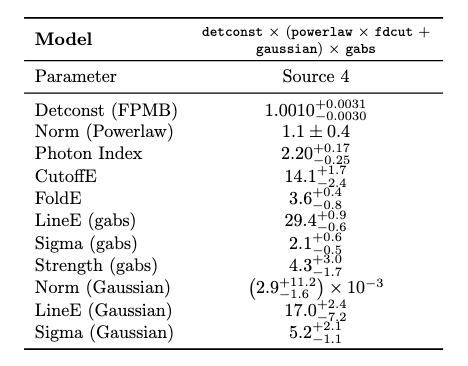 Model detconst × (powerlaw × fdcut +
gaussian) × gabs
Parameter Source 4
Detconst (FPMB) 1.0010^{+0.0031}_{−0.0030}
Norm (Powerlaw) 1.1 ± 0.4
Photon Index 2.20^{+0.17}_{−0.25}
CutoffE 14.1^{+1.7}_{−2.4}
FoldE 3.6^{+0.4}_{−0.8}
LineE (gabs) 29.4^{+0.9}_{−0.6}
Sigma (gabs) 2.1^{+0.6}_{−0.5}
Strength (gabs) 4.3^{+3.0}_{−1.7}
Norm (Gaussian) (2.9^{+11.2}_{−1.6}) × 10^{−3}
LineE (Gaussian) 17.0^{+2.4}_{−7.2}
Sigma (Gaussian) 5.2^{+2.1}_{−1.1}